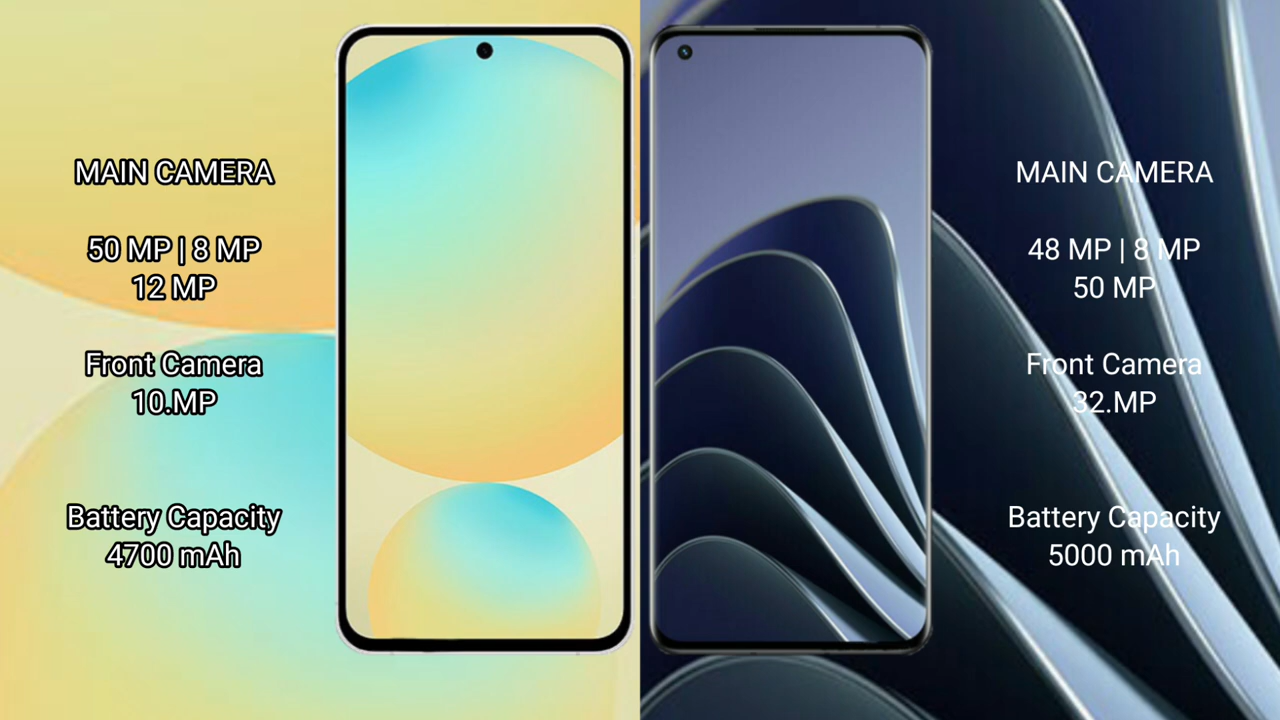 MAIN CAMERA
50 MP | 8 MP
12 MP
Front Camera
10.MP
Battery Capacity
4700 mAh
MAIN CAMERA
48 MP | 8 MP
50 MP
Front Camera
32.MP
Battery Capacity
5000 mAh